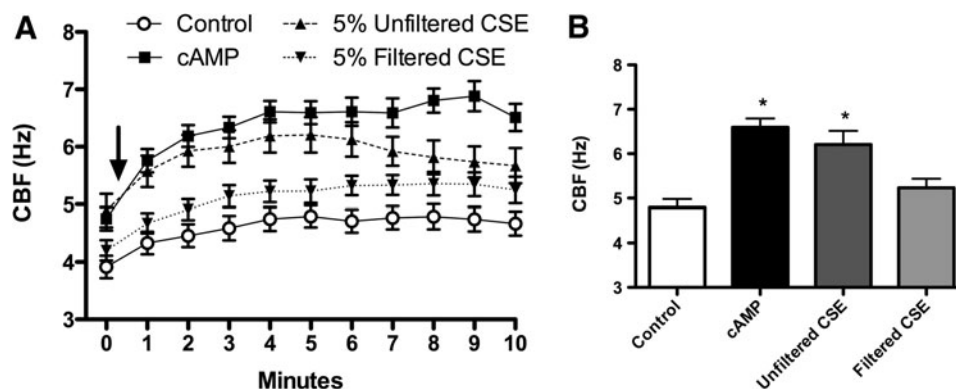 A
Control
cAMP
5% Unfiltered CSE
5% Filtered CSE
CBF (Hz)
8
7
6
5
4
3
0 1 2 3 4 5 6 7 8 9 10
Minutes
B
CBF (Hz)
8
7
6
5
4
3
* *
Control
cAMP
Unfiltered CSE
Filtered CSE